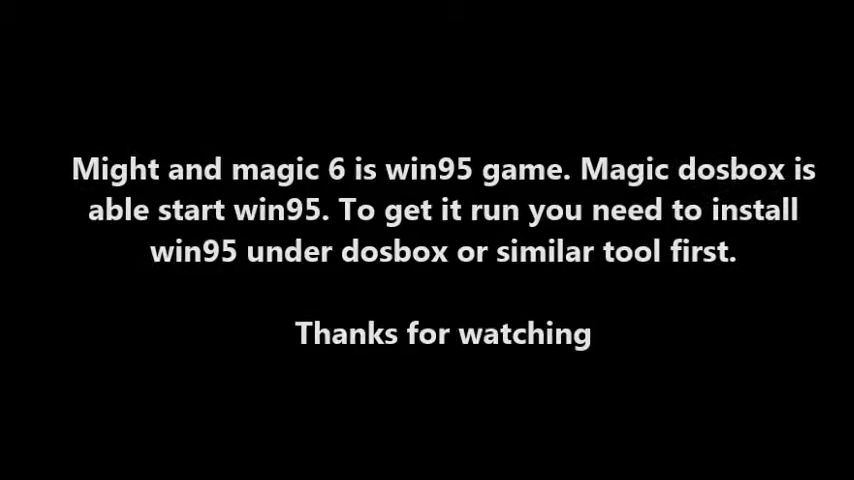 Might and magic 6 is win95 game. Magic dosbox is
able start win95. To get it run you need to install
win95 under dosbox or similar tool first.
Thanks for watching